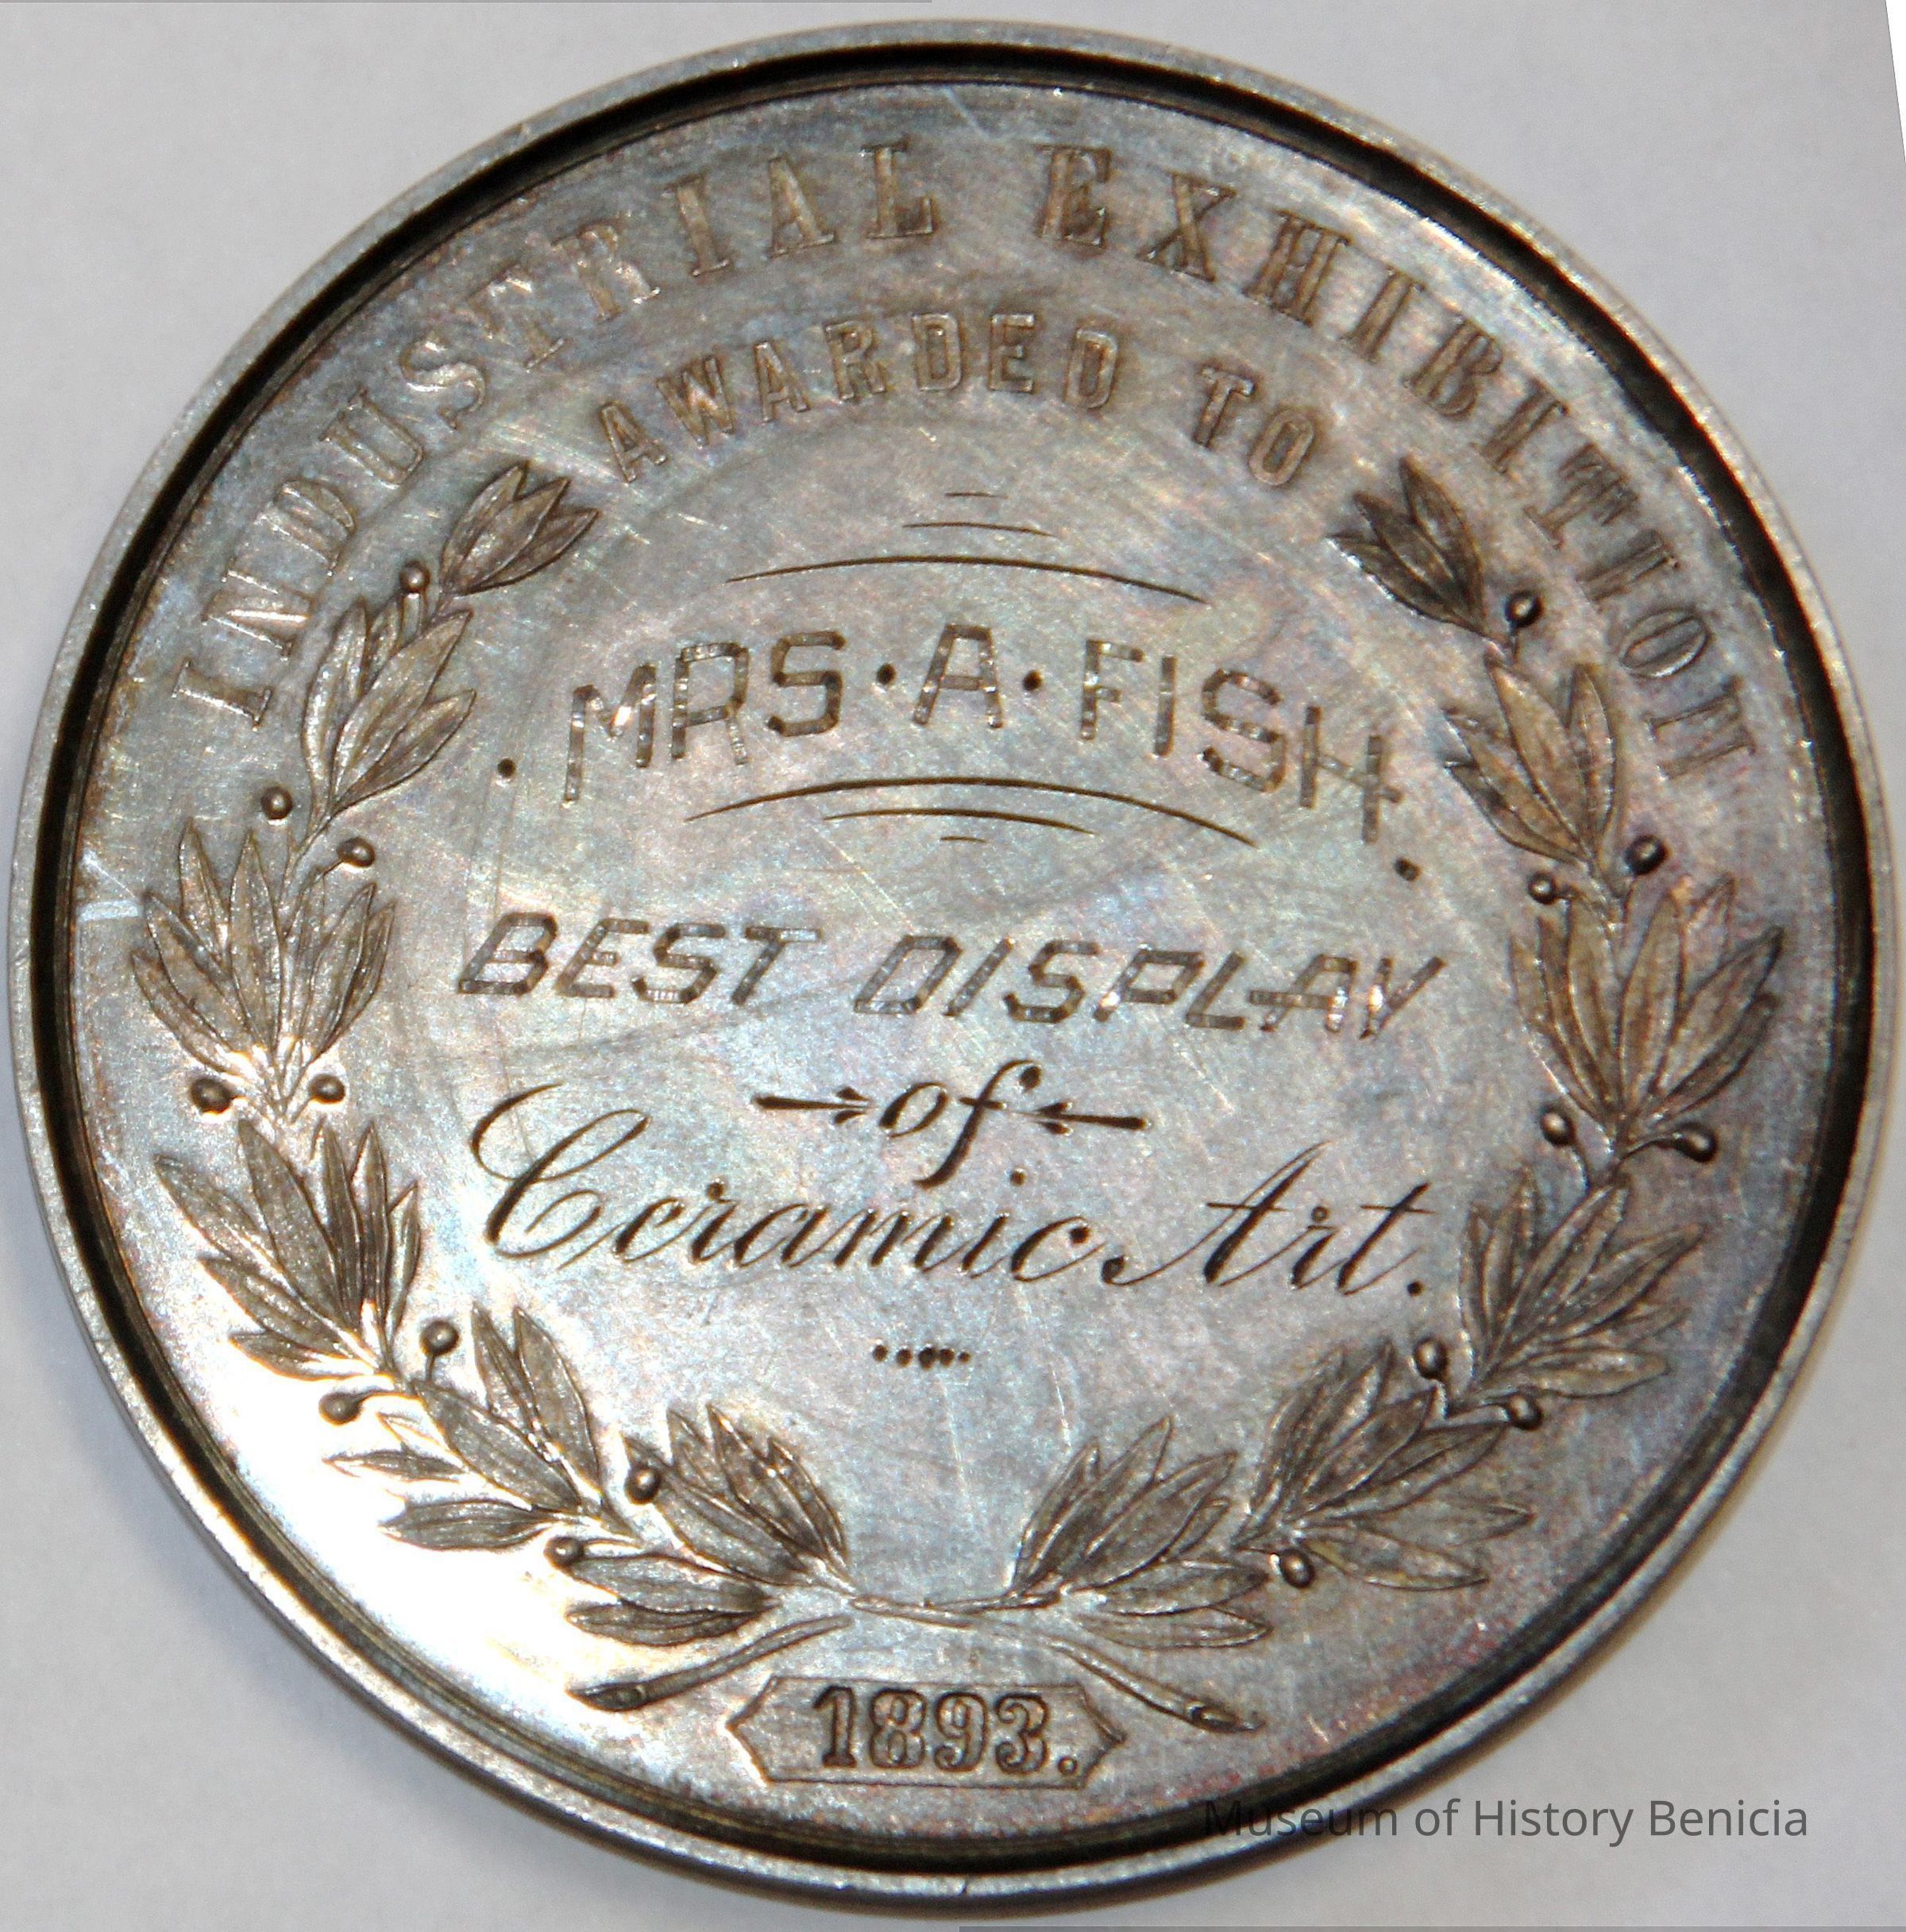 INDUSTRIAL EXHIBITION
AWARDED TO
. MRS · A · FISH .
BEST DISPLAY
of
Ceramic Art.
1893.
Museum of History Benicia